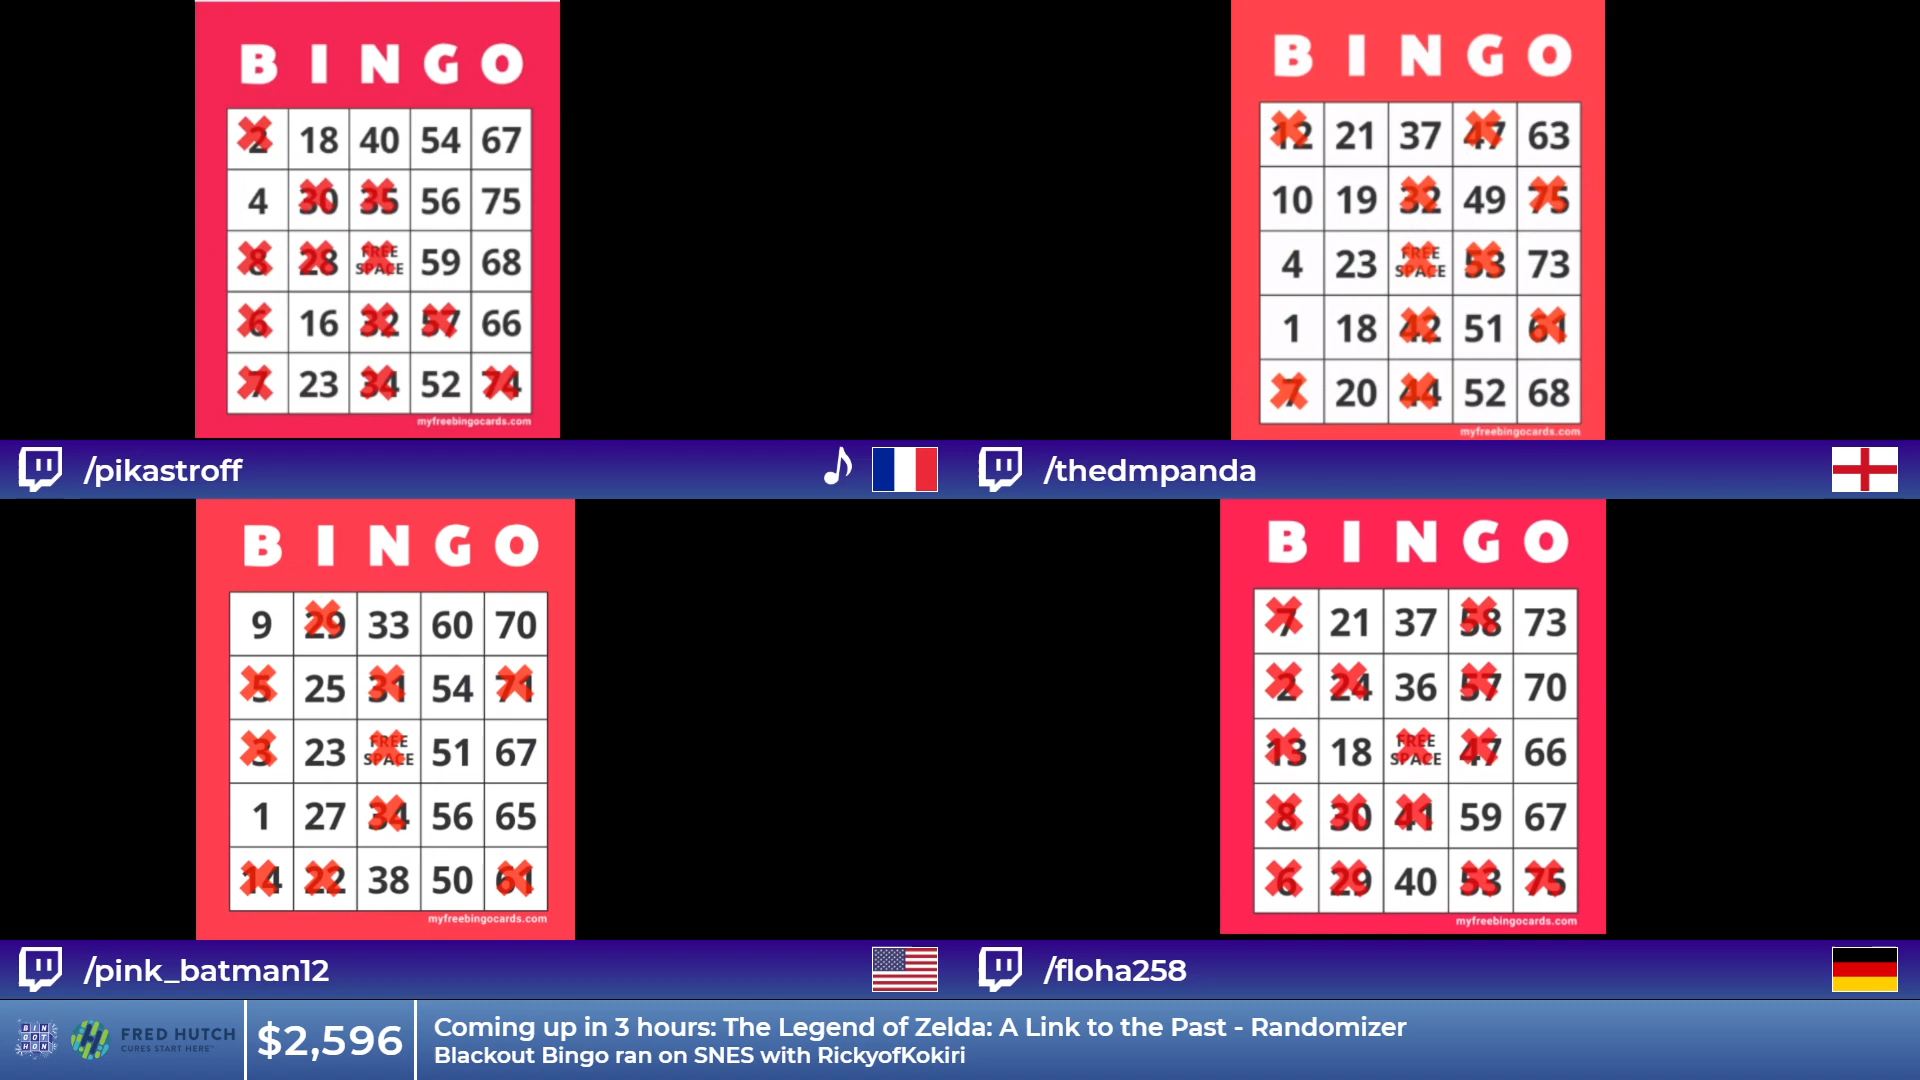 B I N G O
2 18 40 54 67
4 30 35 56 75
8 28 FREE SPACE 59 68
6 16 32 57 66
7 23 34 52 74
myfreebingocards.com
B I N G O
12 21 37 47 63
10 19 32 49 75
4 23 FREE SPACE 53 73
1 18 42 51 61
7 20 44 52 68
myfreebingocards.com
/pikastroff
/thedmpanda
B I N G O
9 29 33 60 70
5 25 31 54 71
3 23 FREE SPACE 51 67
1 27 34 56 65
14 22 38 50 61
myfreebingocards.com
B I N G O
7 21 37 58 73
2 24 36 57 70
13 18 FREE SPACE 47 66
8 30 41 59 67
6 29 40 53 75
myfreebingocards.com
/pink_batman12
/floha258
BIN
GOT
HON
FRED HUTCH
CURES START HERE™
$2,596
Coming up in 3 hours: The Legend of Zelda: A Link to the Past - Randomizer
Blackout Bingo ran on SNES with RickyofKokiri